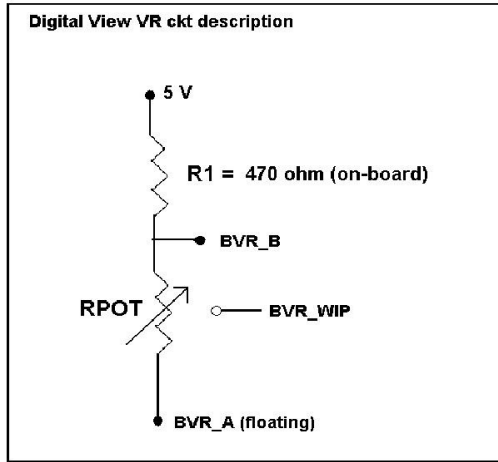 Digital View VR ckt description
5 V
R1 = 470 ohm (on-board)
BVR_B
RPOT
BVR_WIP
BVR_A (floating)